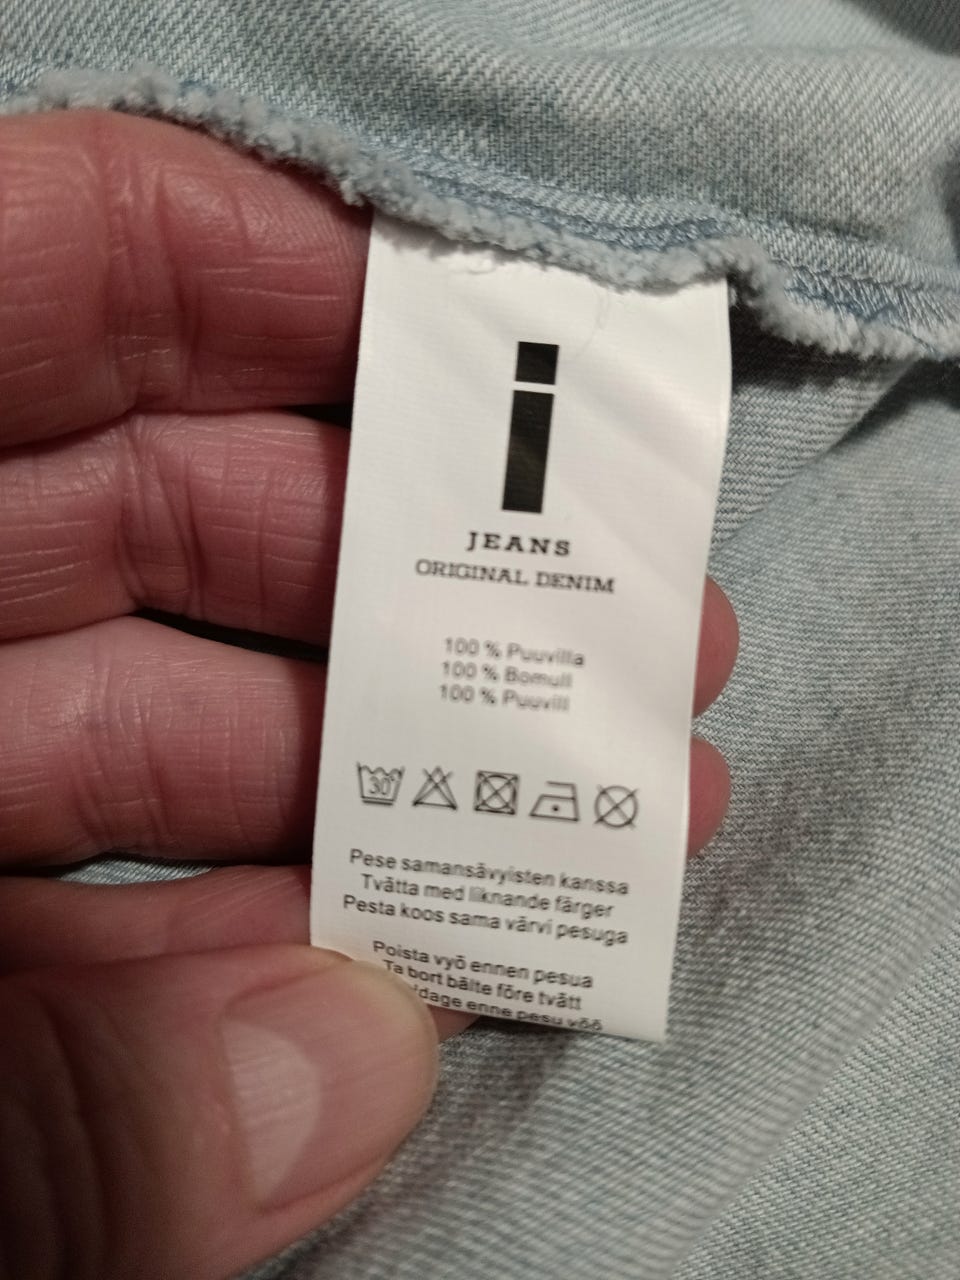 i
JEANS
ORIGINAL DENIM
100 % Puuvilla
100 % Bomull
100 % Puuvill
30
Pese samansävyisten kanssa
Tvätta med liknande färger
Pesta koos sama värvi pesuga
Poista vyö ennen pesua
Ta bort bälte före tvätt
enne pesu vöö